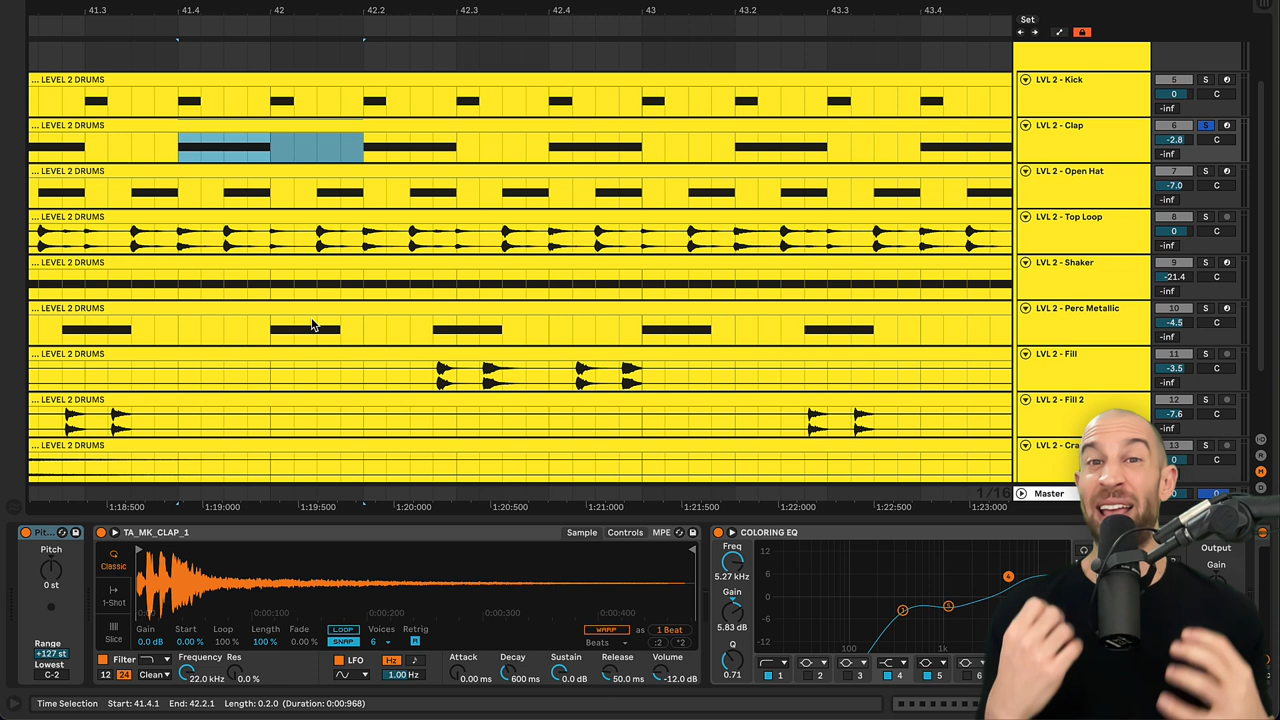 41.3 41.4 42 42.2 42.3 42.4 43 43.2 43.3 43.4
Set
... LEVEL 2 DRUMS LVL 2 - Kick 5 S
0 C
-inf
... LEVEL 2 DRUMS LVL 2 - Clap 6 S
-2.8 C
-inf
... LEVEL 2 DRUMS LVL 2 - Open Hat 7 S
-7.0 C
-inf
... LEVEL 2 DRUMS LVL 2 - Top Loop 8 S
0 C
-inf
... LEVEL 2 DRUMS LVL 2 - Shaker 9 S
-21.4 C
-inf
... LEVEL 2 DRUMS LVL 2 - Perc Metallic 10 S
-4.5 C
-inf
... LEVEL 2 DRUMS LVL 2 - Fill 11 S
-3.5 C
-inf
... LEVEL 2 DRUMS LVL 2 - Fill 2 12 S
-7.6 C
-inf
... LEVEL 2 DRUMS LVL 2 - Cra 13 S
0 C
1/16 Master 0 0
1:18:500 1:19:000 1:19:500 1:20:000 1:20:500 1:21:000 1:21:500 1:22:000 1:22:500 1:23:000
Pit... TA_MK_CLAP_1 Sample Controls MPE COLORING EQ
Pitch Classic Freq 12 Output
5.27 kHz 6 4 Gain
0 st 1-Shot Gain 0
5.83 dB -6
Slice 0:00:100 0:00:200 0:00:300 0:00:400 -12
Range Gain Start Loop Length Fade LOOP Voices Retrig WARP as 1 Beat Q 100 1k
+127 st 0.0 dB 0.00 % 100 % 100 % 0.00 % SNAP 6 R Beats :2 *2
Lowest Filter Frequency Res LFO Hz Attack Decay Sustain Release Volume 0.71
C-2 12 24 Clean 22.0 kHz 0.0 % 1.00 Hz 0.00 ms 600 ms 0.0 dB 50.0 ms -12.0 dB 1 2 3 4 5 6
Time Selection Start: 41.4.1 End: 42.2.1 Length: 0.2.0 (Duration: 0:00:968)